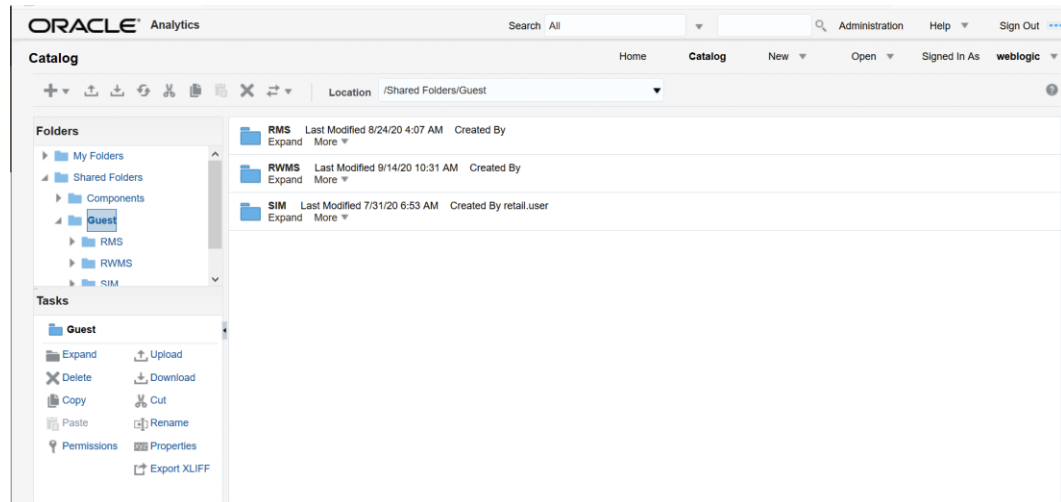 ORACLE Analytics Search All Administration Help Sign Out
Catalog Home Catalog New Open Signed In As weblogic
Location /Shared Folders/Guest
Folders
My Folders
Shared Folders
Components
Guest
RMS
RWMS
SIM
Tasks
Guest
Expand Upload
Delete Download
Copy Cut
Paste Rename
Permissions Properties
Export XLIFF
RMS Last Modified 8/24/20 4:07 AM Created By
Expand More
RWMS Last Modified 9/14/20 10:31 AM Created By
Expand More
SIM Last Modified 7/31/20 6:53 AM Created By retail.user
Expand More